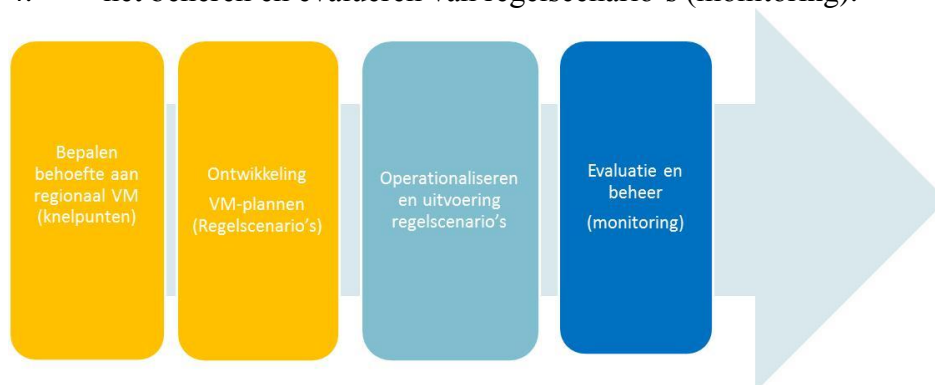 4. het beheren en evalueren van regelscenario's (monitoring).
Bepalen
behoefte aan
regionaal VM
(knelpunten)
Ontwikkeling
VM-plannen
(Regelscenario's)
Operationaliseren
en uitvoering
regelscenario's
Evaluatie en
beheer
(monitoring)